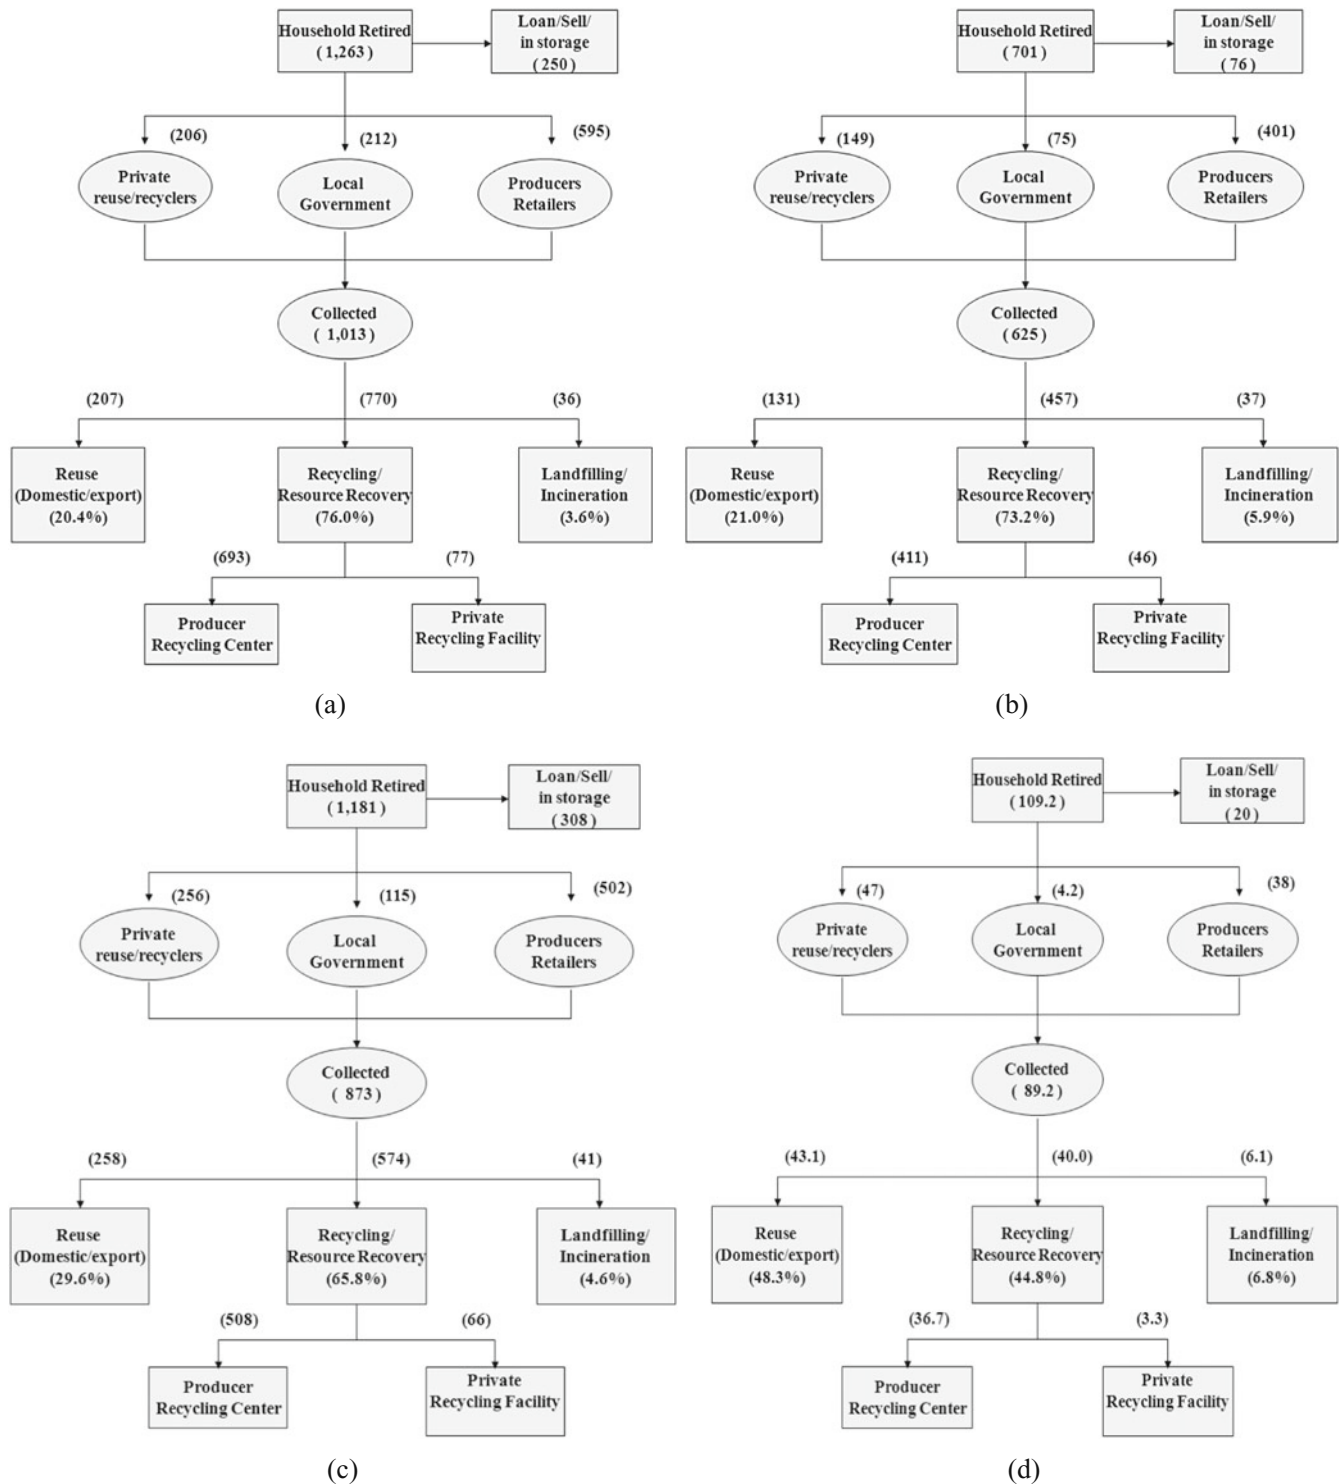 Household Retired
( 1,263)
Loan/Sell/
in storage
(250)
(206)
(212)
(595)
Private
reuse/recyclers
Local
Government
Producers
Retailers
Collected
( 1,013)
(207)
(770)
(36)
Reuse
(Domestic/export)
(20.4%)
Recycling/
Resource Recovery
(76.0%)
Landfilling/
Incineration
(3.6%)
(693)
(77)
Producer
Recycling Center
Private
Recycling Facility
(a)
Household Retired
(701)
Loan/Sell/
in storage
(76)
(149)
(75)
(401)
Private
reuse/recyclers
Local
Government
Producers
Retailers
Collected
(625)
(131)
(457)
(37)
Reuse
(Domestic/export)
(21.0%)
Recycling/
Resource Recovery
(73.2%)
Landfilling/
Incineration
(5.9%)
(411)
(46)
Producer
Recycling Center
Private
Recycling Facility
(b)
Household Retired
( 1,181)
Loan/Sell/
in storage
( 308)
(256)
(115)
(502)
Private
reuse/recyclers
Local
Government
Producers
Retailers
Collected
( 873)
(258)
(574)
(41)
Reuse
(Domestic/export)
(29.6%)
Recycling/
Resource Recovery
(65.8%)
Landfilling/
Incineration
(4.6%)
(508)
(66)
Producer
Recycling Center
Private
Recycling Facility
(c)
Household Retired
( 109.2)
Loan/Sell/
in storage
( 20)
(47)
(4.2)
(38)
Private
reuse/recyclers
Local
Government
Producers
Retailers
Collected
( 89.2)
(43.1)
(40.0)
(6.1)
Reuse
(Domestic/export)
(48.3%)
Recycling/
Resource Recovery
(44.8%)
Landfilling/
Incineration
(6.8%)
(36.7)
(3.3)
Producer
Recycling Center
Private
Recycling Facility
(d)